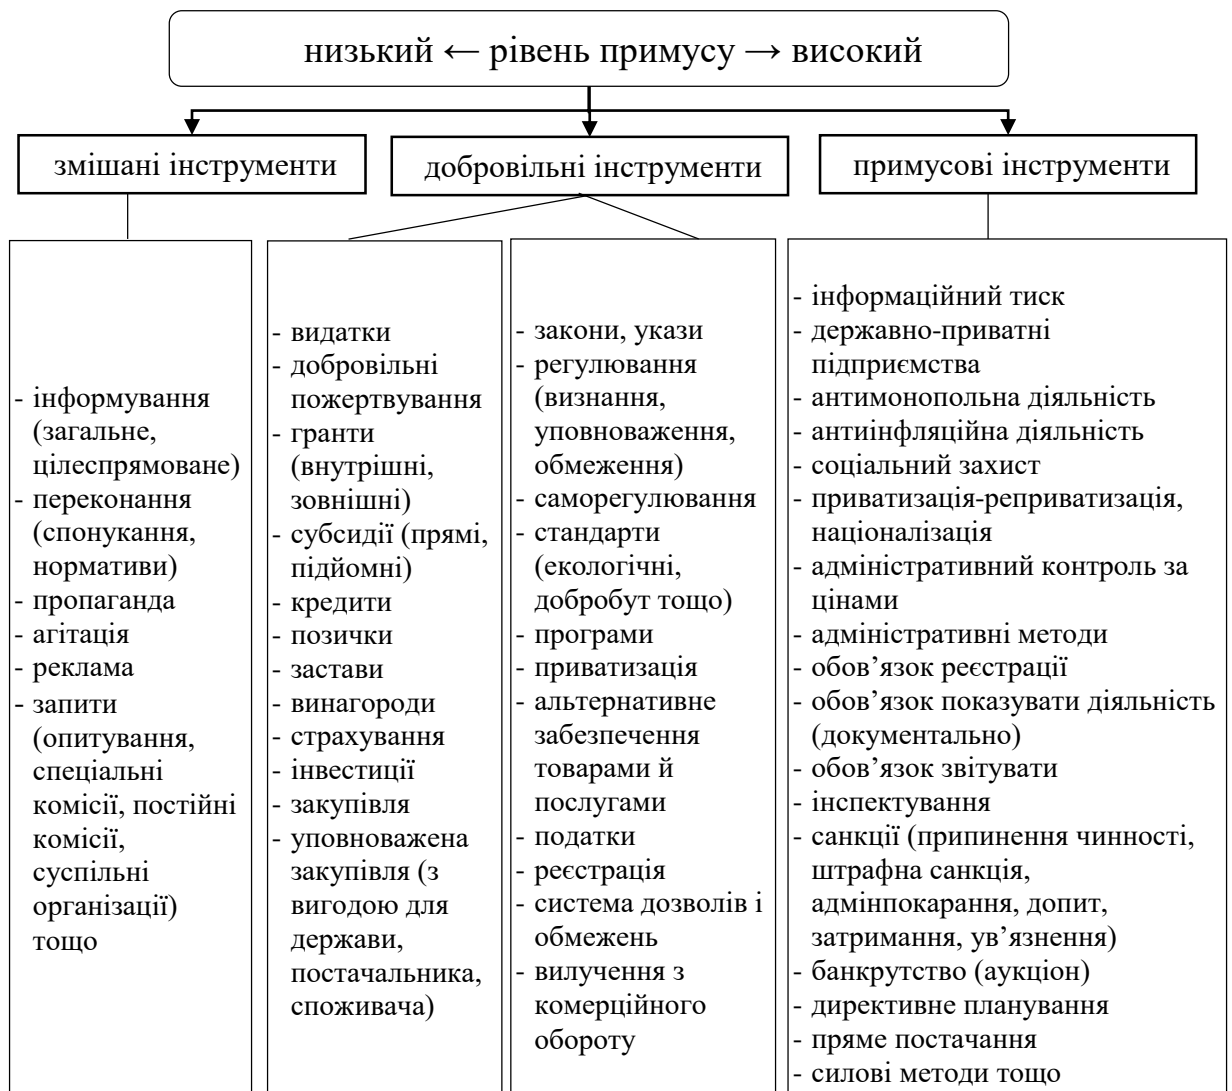 низький ← рівень примусу → високий
змішані інструменти
добровільні інструменти
примусові інструменти
- інформування
(загальне,
цілеспрямоване)
- переконання
(спонукання,
нормативи)
- пропаганда
- агітація
- реклама
- запити
(опитування,
спеціальні
комісії, постійні
комісії,
суспільні
організації)
тощо
- видатки
- добровільні
пожертвування
- гранти
(внутрішні,
зовнішні)
- субсидії (прямі,
підйомні)
- кредити
- позички
- застави
- винагороди
- страхування
- інвестиції
- закупівля
- уповноважена
закупівля (з
вигодою для
держави,
постачальника,
споживача)
- закони, укази
- регулювання
(визнання,
уповноваження,
обмеження)
- саморегулювання
- стандарти
(екологічні,
добробут тощо)
- програми
- приватизація
- альтернативне
забезпечення
товарами й
послугами
- податки
- реєстрація
- система дозволів і
обмежень
- вилучення з
комерційного
обороту
- інформаційний тиск
- державно-приватні
підприємства
- антимонопольна діяльність
- антиінфляційна діяльність
- соціальний захист
- приватизація-реприватизація,
націоналізація
- адміністративний контроль за
цінами
- адміністративні методи
- обов’язок реєстрації
- обов’язок показувати діяльність
(документально)
- обов’язок звітувати
- інспектування
- санкції (припинення чинності,
штрафна санкція,
адмінпокарання, допит,
затримання, ув’язнення)
- банкрутство (аукціон)
- директивне планування
- пряме постачання
- силові методи тощо